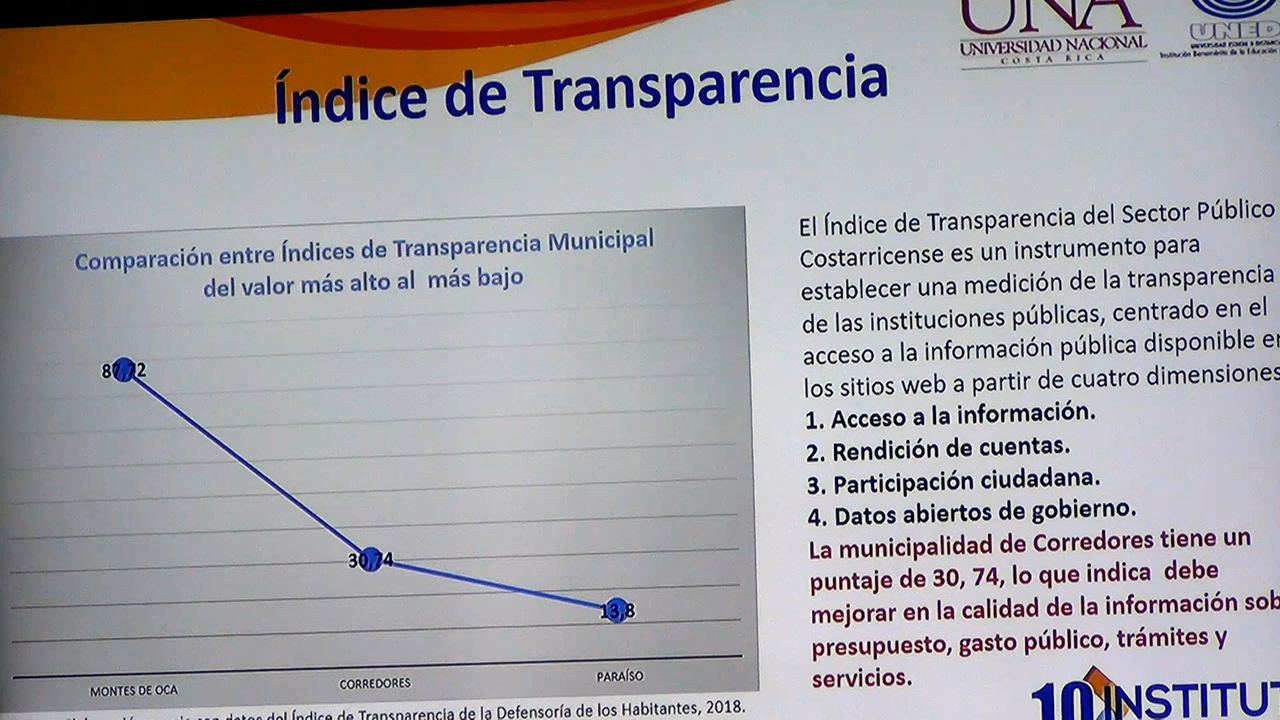 UNA
UNIVERSIDAD NACIONAL
COSTA RICA
UNED
Índice de Transparencia
Comparación entre Índices de Transparencia Municipal
del valor más alto al más bajo
87,72
30,74
13,8
MONTES DE OCA
CORREDORES
PARAÍSO
con datos del Índice de Transparencia de la Defensoría de los Habitantes, 2018.
El Índice de Transparencia del Sector Público
Costarricense es un instrumento para
establecer una medición de la transparencia
de las instituciones públicas, centrado en el
acceso a la información pública disponible
los sitios web a partir de cuatro dimensiones
1. Acceso a la información.
2. Rendición de cuentas.
3. Participación ciudadana.
4. Datos abiertos de gobierno.
La municipalidad de Corredores tiene un
puntaje de 30, 74, lo que indica debe
mejorar en la calidad de la información
presupuesto, gasto público, trámites y
servicios.
10